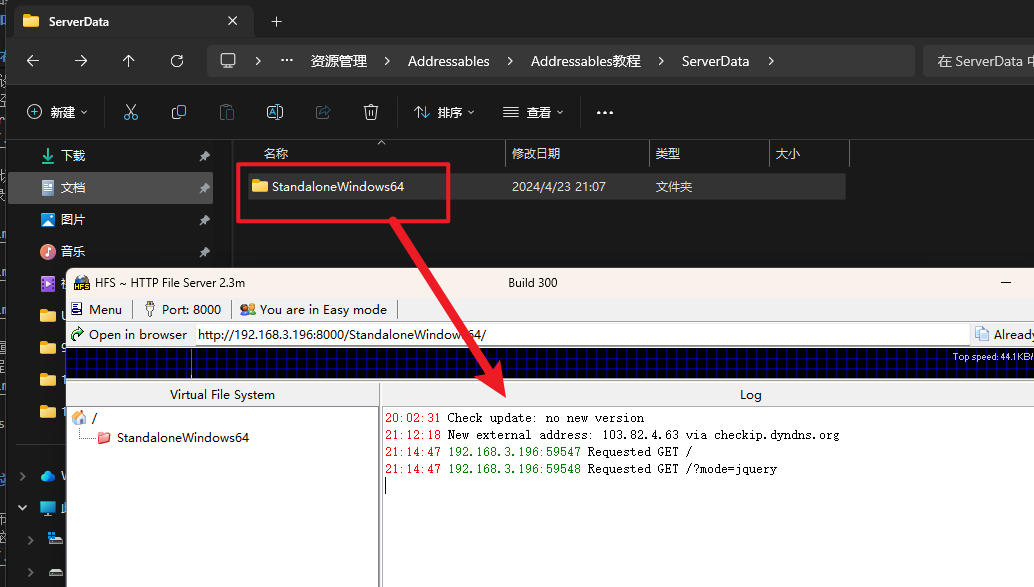 ServerData
资源管理 Addressables Addressables教程 ServerData 在 ServerData 中
新建 排序 查看
名称 修改日期 类型 大小
下载
StandaloneWindows64 2024/4/23 21:07 文件夹
文档
图片
音乐
HFS ~ HTTP File Server 2.3m Build 300
Menu Port: 8000 You are in Easy mode
Open in browser http://192.168.3.196:8000/StandaloneWindows64/ Already
Top speed: 44.1KB/
Virtual File System Log
/
StandaloneWindows64
20:02:31 Check update: no new version
21:12:18 New external address: 103.82.4.63 via checkip.dyndns.org
21:14:47 192.168.3.196:59547 Requested GET /
21:14:47 192.168.3.196:59548 Requested GET /?mode=jquery